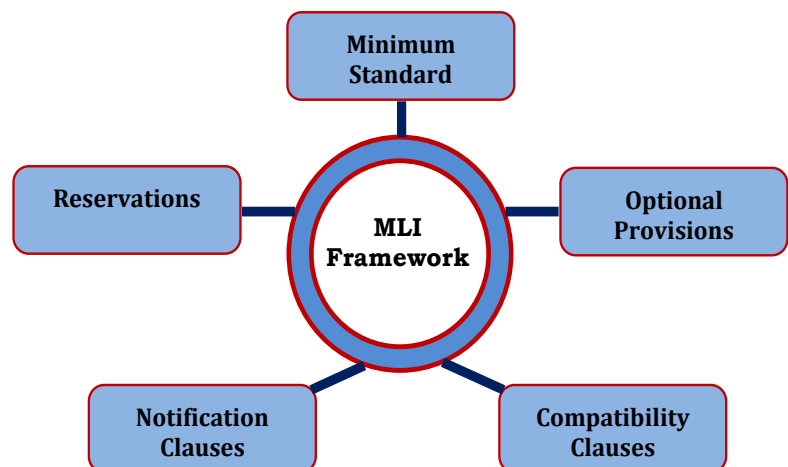 Minimum
Standard
Reservations
Optional
Provisions
MLI
Framework
Notification
Clauses
Compatibility
Clauses